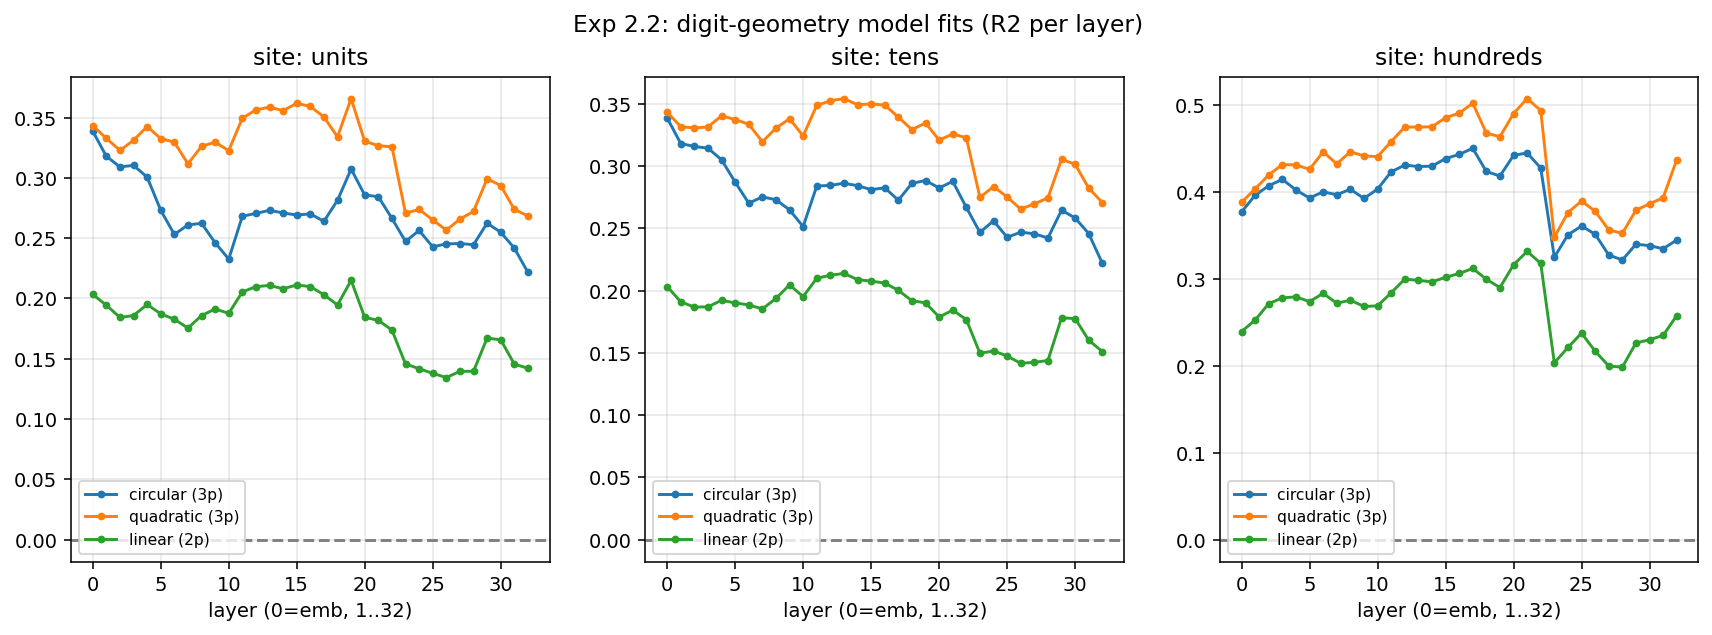 Exp 2.2: digit-geometry model fits (R2 per layer)
site: units
0.35
0.30
0.25
0.20
0.15
0.10
0.05
0.00
circular (3p)
quadratic (3p)
linear (2p)
0 5 10 15 20 25 30
layer (0=emb, 1..32)
site: tens
0.35
0.30
0.25
0.20
0.15
0.10
0.05
0.00
circular (3p)
quadratic (3p)
linear (2p)
0 5 10 15 20 25 30
layer (0=emb, 1..32)
site: hundreds
0.5
0.4
0.3
0.2
0.1
0.0
circular (3p)
quadratic (3p)
linear (2p)
0 5 10 15 20 25 30
layer (0=emb, 1..32)